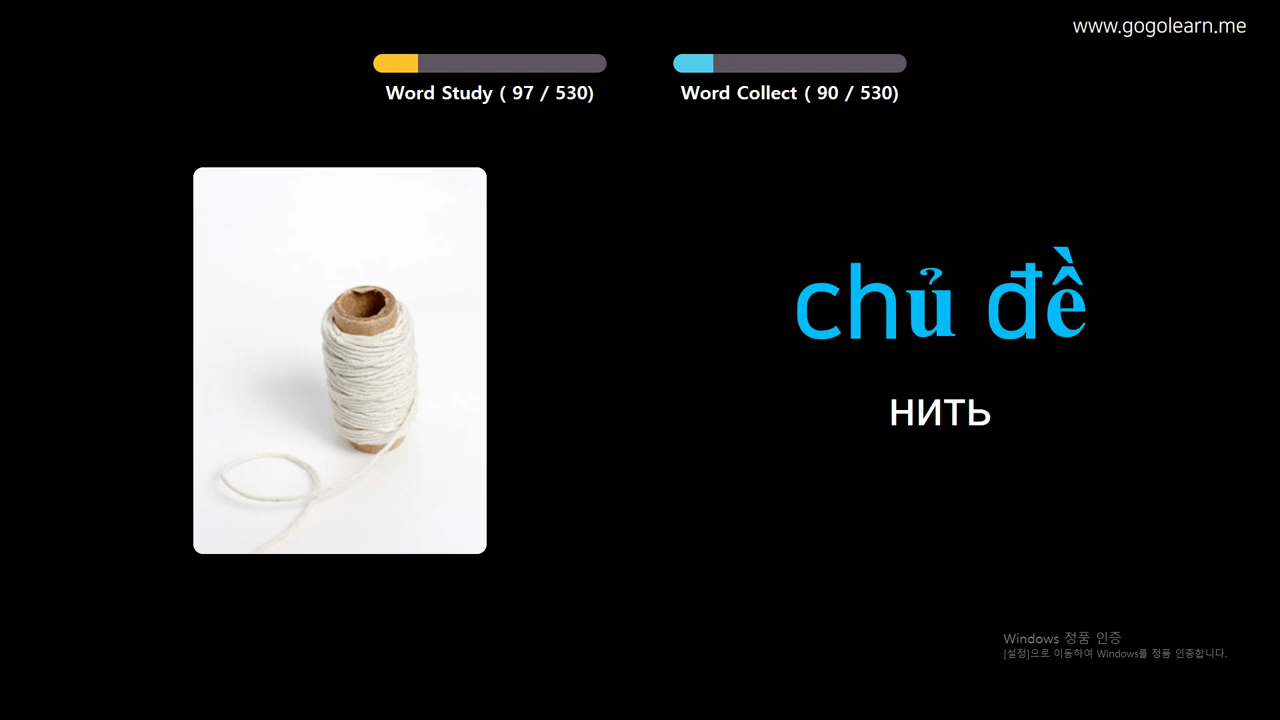 www.gogolearn.me
Word Study ( 97 / 530)
Word Collect ( 90 / 530)
chủ đề
нить
Windows 정품 인증
[설정]으로 이동하여 Windows를 정품 인증합니다.